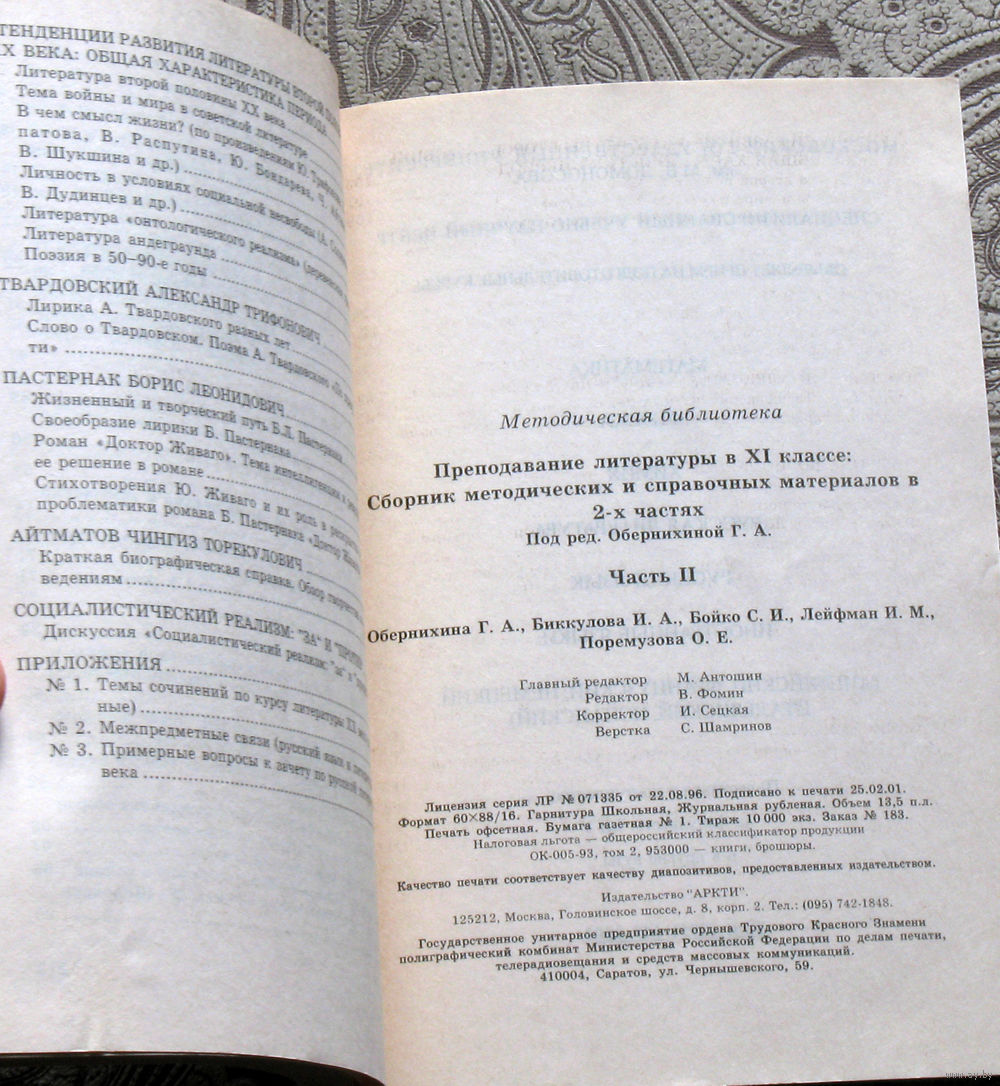 ТЕНДЕНЦИИ РАЗВИТИЯ ЛИТЕРАТУРЫ ВТОРОЙ
ХХ ВЕКА: ОБЩАЯ ХАРАКТЕРИСТИКА ПЕРИОДА
Литература второй половины XX века
Тема войны и мира в советской литературе
В чем смысл жизни? (по произведениям Ю.
патова, В. Распутина, Ю. Бондарева, Ч.
В. Шукшина и др.)
Личность в условиях социальной несвободы (А.
В. Дудинцев и др.)
Литература «онтологического реализма»
Литература андеграунда
Поэзия в 50–90-е годы
ТВАРДОВСКИЙ АЛЕКСАНДР ТРИФОНОВИЧ
Лирика А. Твардовского разных лет
Слово о Твардовском. Поэма А. Твардовского
ти»
ПАСТЕРНАК БОРИС ЛЕОНИДОВИЧ
Жизненный и творческий путь Б.Л. Пастернака
Своеобразие лирики Б. Пастернака
Роман «Доктор Живаго». Тема интеллигенции и
ее решение в романе
Стихотворения Ю. Живаго и их роль в
проблематики романа Б. Пастернака «Доктор
АЙТМАТОВ ЧИНГИЗ ТОРЕКУЛОВИЧ
Краткая биографическая справка. Обзор
ведениям
СОЦИАЛИСТИЧЕСКИЙ РЕАЛИЗМ: "ЗА" И
Дискуссия «Социалистический реализм: "за" и
ПРИЛОЖЕНИЯ
№ 1. Темы сочинений по курсу литературы
ные)
№ 2. Межпредметные связи (русский язык и
№ 3. Примерные вопросы к зачету по русской
века
Методическая библиотека
Преподавание литературы в XI классе:
Сборник методических и справочных материалов в
2-х частях
Под ред. Обернихиной Г. А.
Часть II
Обернихина Г. А., Биккулова И. А., Бойко С. И., Лейфман И. М.,
Поремузова О. Е.
Главный редактор М. Антошин
Редактор В. Фомин
Корректор И. Сецкая
Верстка С. Шамринов
Лицензия серия ЛР № 071335 от 22.08.96. Подписано к печати 25.02.01.
Формат 60×88/16. Гарнитура Школьная, Журнальная рубленая. Объем 13,5 п.л.
Печать офсетная. Бумага газетная № 1. Тираж 10 000 экз. Заказ № 183.
Налоговая льгота — общероссийский классификатор продукции
ОК-005-93, том 2, 953000 — книги, брошюры.
Качество печати соответствует качеству диапозитивов, предоставленных издательством.
Издательство "АРКТИ".
125212, Москва, Головинское шоссе, д. 8, корп. 2. Тел.: (095) 742-1848.
Государственное унитарное предприятие ордена Трудового Красного Знамени
полиграфический комбинат Министерства Российской Федерации по делам печати,
телерадиовещания и средств массовых коммуникаций.
410004, Саратов, ул. Чернышевского, 59.